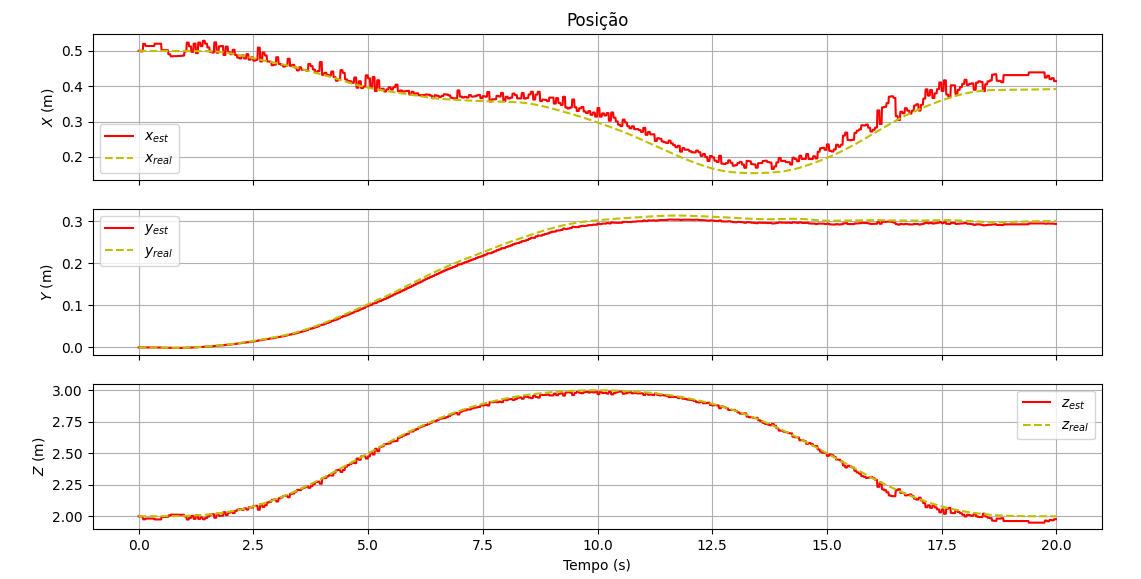 Posição
X (m)
0.5
0.4
0.3
0.2
x_est
x_real
Y (m)
0.3
0.2
0.1
0.0
y_est
y_real
Z (m)
3.00
2.75
2.50
2.25
2.00
z_est
z_real
0.0 2.5 5.0 7.5 10.0 12.5 15.0 17.5 20.0
Tempo (s)